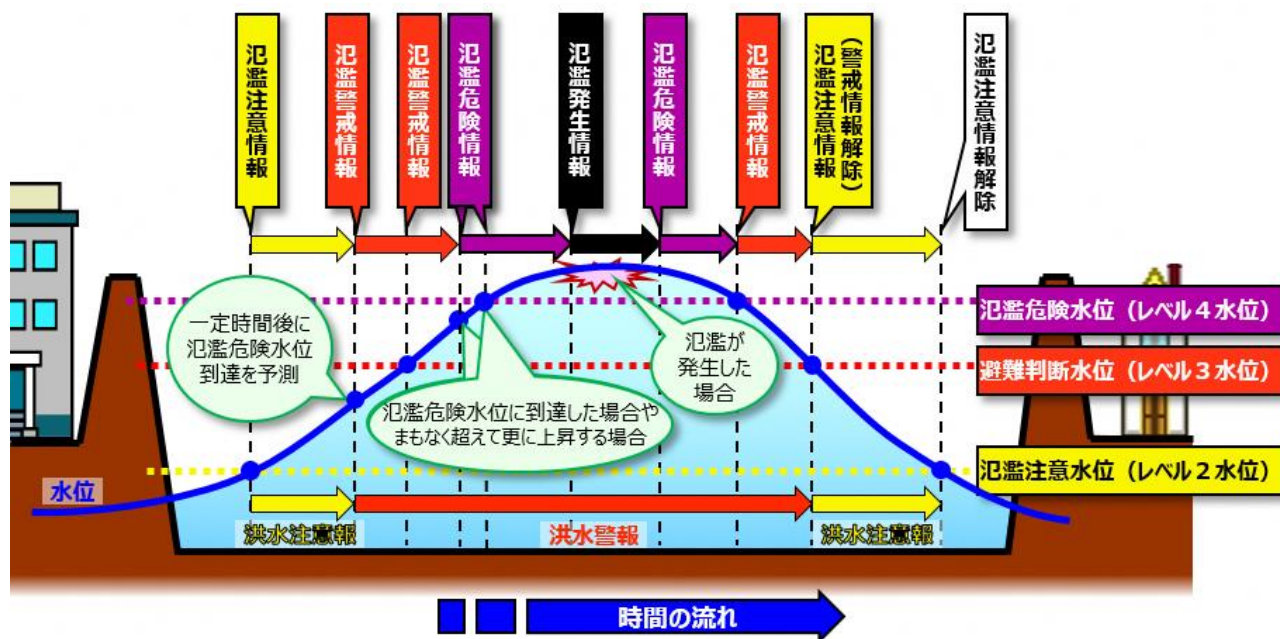 氾濫注意情報
氾濫警戒情報
氾濫警戒情報
氾濫危険情報
氾濫発生情報
氾濫危険情報
氾濫警戒情報
(警戒情報解除)
氾濫注意情報
氾濫注意情報解除
一定時間後に
氾濫危険水位
到達を予測
氾濫危険水位に到達した場合や
まもなく超えて更に上昇する場合
氾濫が
発生した
場合
氾濫危険水位(レベル4水位)
避難判断水位(レベル3水位)
氾濫注意水位(レベル2水位)
水位
洪水注意報
洪水警報
洪水注意報
時間の流れ